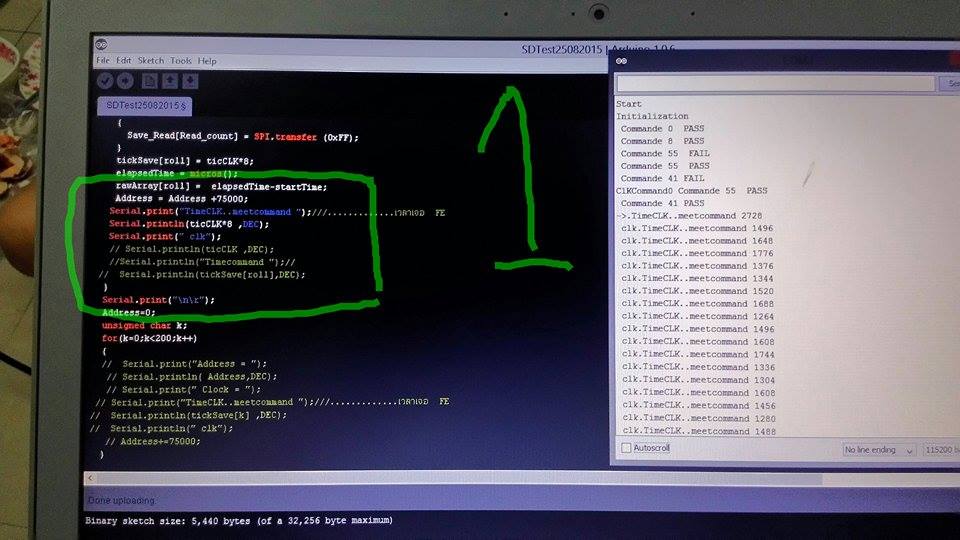 SDTest25082015 | Arduino 1.0.6
File Edit Sketch Tools Help
SDTest25082015 §
{
Save_Read[Read_count] = SPI.transfer (0xFF);
}
tickSave[roll] = ticCLK*8;
elapsedTime = micros();
rawArray[roll] = elapsedTime-startTime;
Address = Address +75000;
Serial.print("TimeCLK..meetcommand ");///.............เวลาเจอ FE
Serial.println(ticCLK*8 ,DEC);
Serial.print(" clk");
// Serial.println(ticCLK ,DEC);
//Serial.println("Timecommand ");//
// Serial.println(tickSave[roll],DEC);
}
Serial.print("\n\r");
Address=0;
unsigned char k;
for(k=0;k<200;k++)
{
// Serial.print("Address = ");
// Serial.println( Address,DEC);
// Serial.print(" Clock = ");
// Serial.print("TimeCLK..meetcommand ");///.............เวลาเจอ FE
// Serial.println(tickSave[k] ,DEC);
// Serial.println(" clk");
// Address+=75000;
}
Done uploading.
Binary sketch size: 5,440 bytes (of a 32,256 byte maximum)
1
Start
Initialization
Commande 0 PASS
Commande 8 PASS
Commande 55 FAIL
Commande 55 PASS
Commande 41 FAIL
ClKCommand0 Commande 55 PASS
Commande 41 PASS
->.TimeCLK..meetcommand 2728
clk.TimeCLK..meetcommand 1496
clk.TimeCLK..meetcommand 1648
clk.TimeCLK..meetcommand 1776
clk.TimeCLK..meetcommand 1376
clk.TimeCLK..meetcommand 1344
clk.TimeCLK..meetcommand 1520
clk.TimeCLK..meetcommand 1688
clk.TimeCLK..meetcommand 1264
clk.TimeCLK..meetcommand 1496
clk.TimeCLK..meetcommand 1608
clk.TimeCLK..meetcommand 1744
clk.TimeCLK..meetcommand 1336
clk.TimeCLK..meetcommand 1304
clk.TimeCLK..meetcommand 1608
clk.TimeCLK..meetcommand 1456
clk.TimeCLK..meetcommand 1280
clk.TimeCLK..meetcommand 1488
Autoscroll
No line ending
115200